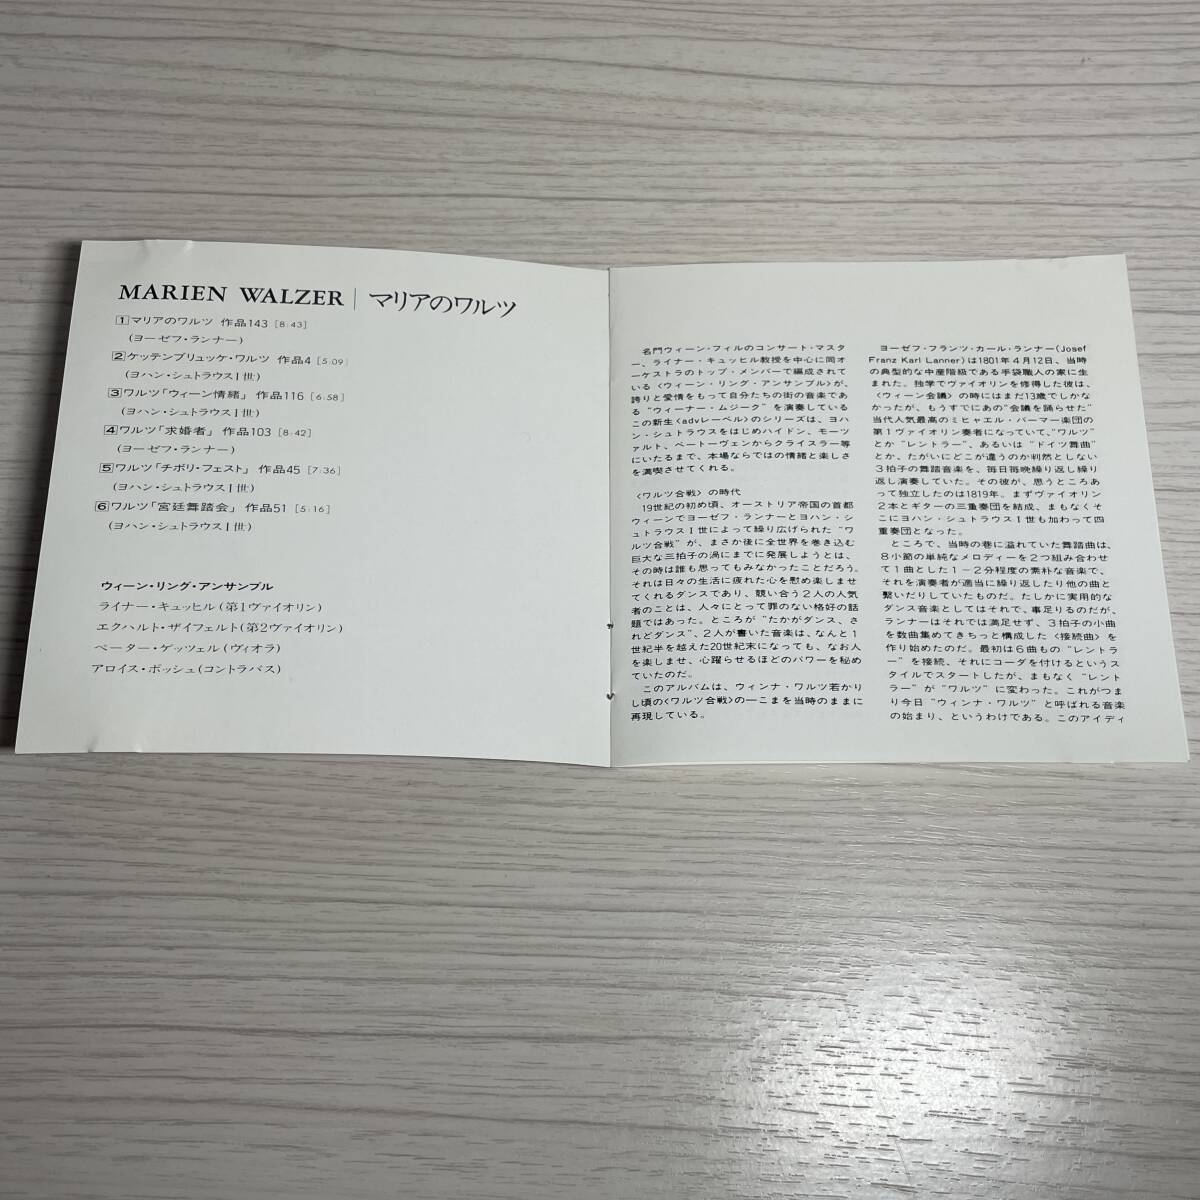 MARIEN WALZER | マリアのワルツ
1 マリアのワルツ 作品143 [8:43]
(ヨーゼフ・ランナー)
2 ケッテンブリュッケ・ワルツ 作品4 [5:09]
(ヨハン・シュトラウスI世)
3 ワルツ「ウィーン情緒」 作品116 [6:58]
(ヨハン・シュトラウスI世)
4 ワルツ「求婚者」 作品103 [8:42]
(ヨーゼフ・ランナー)
5 ワルツ「チボリ・フェスト」 作品45 [7:36]
(ヨハン・シュトラウスI世)
6 ワルツ「宮廷舞踏会」 作品51 [5:16]
(ヨハン・シュトラウスI世)
ウィーン・リング・アンサンブル
ライナー・キュッヒル(第1ヴァイオリン)
エクハルト・ザイフェルト(第2ヴァイオリン)
ペーター・ゲッツェル(ヴィオラ)
アロイス・ポッシュ(コントラバス)
名門ウィーン・フィルのコンサート・マスタ
ー、ライナー・キュッヒル教授を中心に同オ
ーケストラのトップ・メンバーで編成されて
いる〈ウィーン・リング・アンサンブル〉が、
誇りと愛情をもって自分たちの街の音楽であ
る “ウィーナー・ムジーク” を演奏している
この新生〈advレーベル〉のシリーズは、ヨハ
ン・シュトラウスをはじめハイドン、モーツ
ァルト、ベートーヴェンからクライスラー等
にいたるまで、本場ならではの情緒と楽しさ
を満喫させてくれる。
〈ワルツ合戦〉の時代
19世紀の初め頃、オーストリア帝国の首都
ウィーンでヨーゼフ・ランナーとヨハン・シ
ュトラウスI世によって繰り広げられた “ワ
ルツ合戦” が、まさか後に全世界を巻き込む
巨大な三拍子の渦にまでに発展しようとは、
その時は誰も思ってもみなかったことだろう。
それは日々の生活に疲れた心を慰め楽しませ
てくれるダンスであり、競い合う2人の人気
者のことは、人々にとって罪のない格好の話
題ではあった。ところが “たかがダンス、さ
れどダンス”、2人が書いた音楽は、なんと1
世紀半を越えた20世紀末になっても、なお人
を楽しませ、心躍らせるほどのパワーを秘め
ていたのだ。
このアルバムは、ウィンナ・ワルツ若かり
し頃の〈ワルツ合戦〉の一こまを当時のままに
再現している。
ヨーゼフ・フランツ・カール・ランナー(Josef
Franz Karl Lanner)は1801年4月12日、当時
の典型的な中産階級である手袋職人の家に生
まれた。独学でヴァイオリンを修得した彼は、
〈ウィーン会議〉の時にはまだ13歳でしかな
かったが、もうすでにあの“会議を踊らせた”
当代人気最高のミヒャエル・パーマー楽団の
第1ヴァイオリン奏者になっていて、“ワルツ”
とか “レントラー”、あるいは “ドイツ舞曲”
とか、たがいにどこが違うのか判然としない
3拍子の舞踏音楽を、毎日毎晩繰り返し繰り
返し演奏していた。その彼が、思うところあ
って独立したのは1819年。まずヴァイオリン
2本とギターの三重奏団を結成、まもなくそ
こにヨハン・シュトラウスI世も加わって四
重奏団となった。
ところで、当時の巷に溢れていた舞踏曲は、
8小節の単純なメロディーを2つ組み合わせ
て1曲とした1−2分程度の素朴な音楽で、
それを演奏者が適当に繰り返したり他の曲と
繋いだりしていたものだ。たしかに実用的な
ダンス音楽としてはそれで、事足りるのだが、
ランナーはそれでは満足せず、3拍子の小曲
を数曲集めてきちっと構成した〈接続曲〉を
作り始めたのだ。最初は6曲もの “レントラ
ー” を接続、それにコーダを付けるというス
タイルでスタートしたが、まもなく “レント
ラー” が “ワルツ” に変わった。これがつま
り今日 “ウィンナ・ワルツ” と呼ばれる音楽
の始まり、というわけである。このアイディ